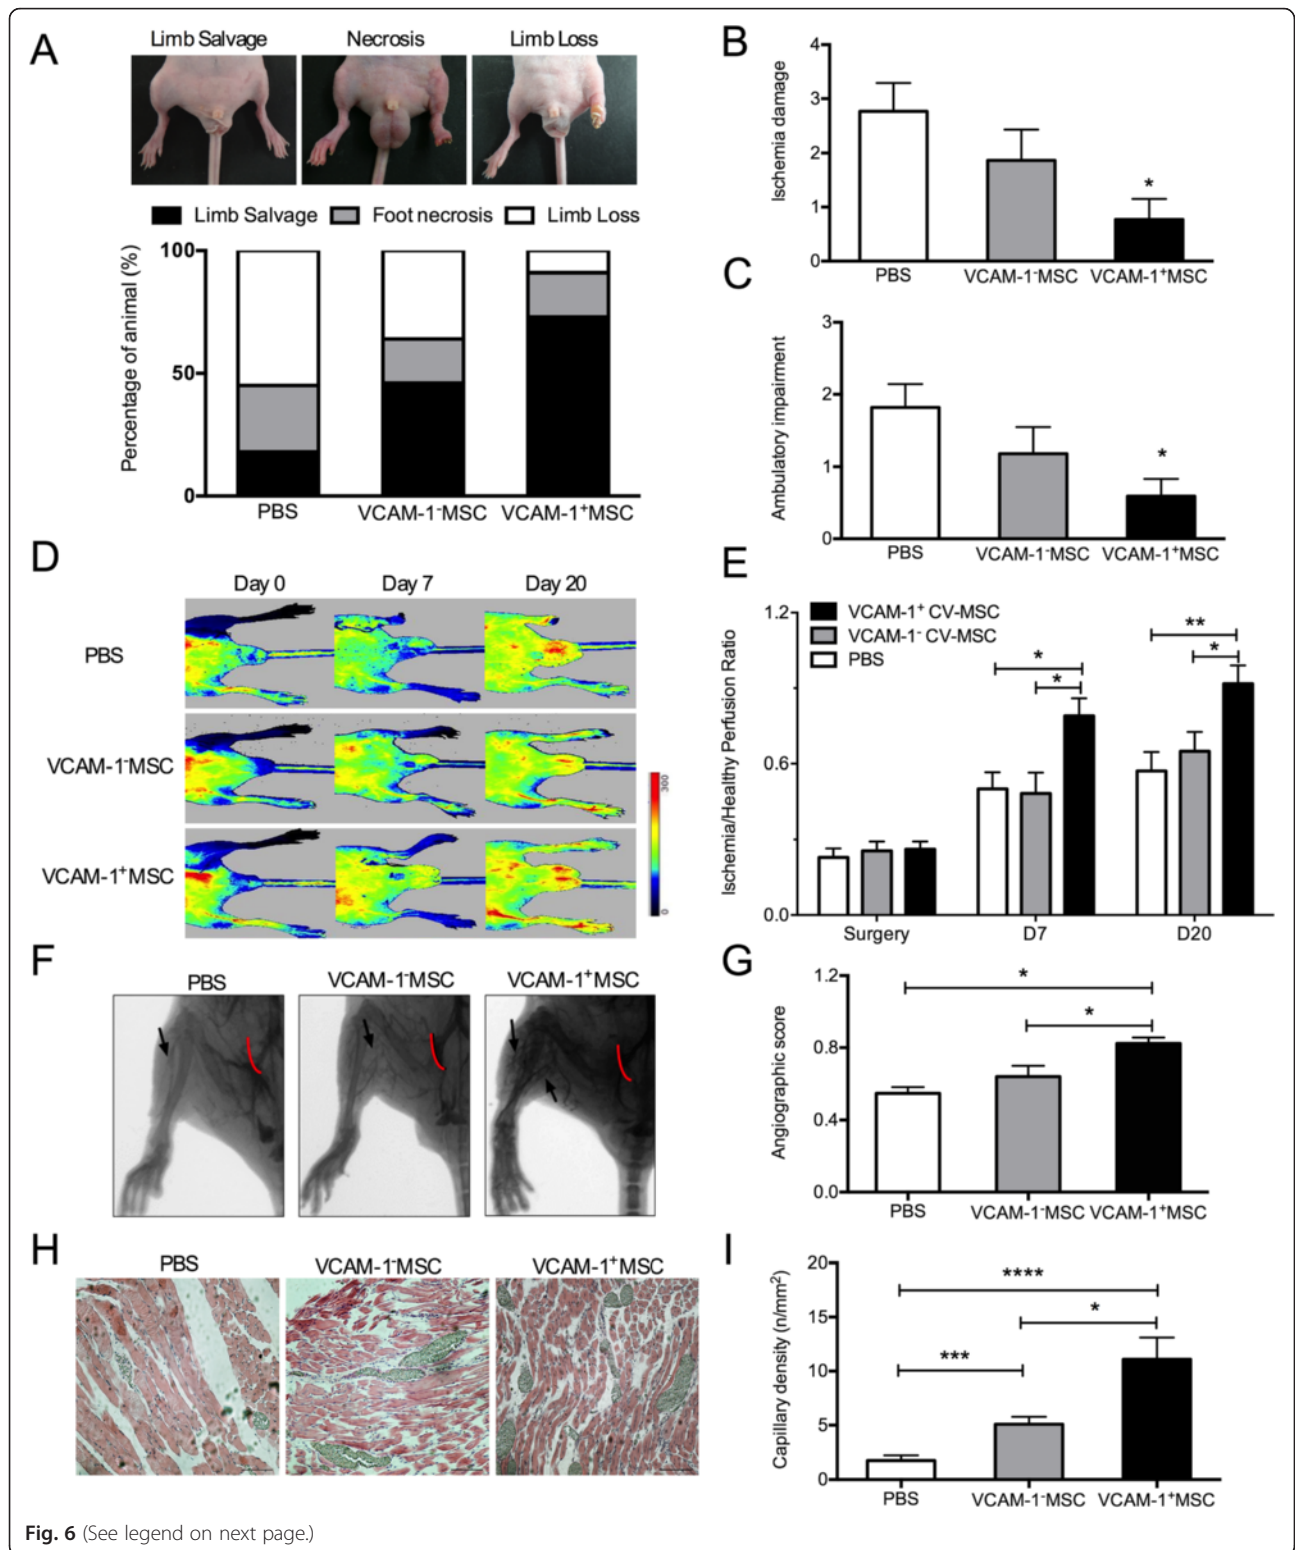 A
Limb Salvage Necrosis Limb Loss
Limb Salvage Foot necrosis Limb Loss
Percentage of animal (%)
100
50
0
PBS VCAM-1⁻MSC VCAM-1⁺MSC
B
Ischemia damage
4
3
2
1
0
*
PBS VCAM-1⁻MSC VCAM-1⁺MSC
C
Ambulatory impairment
3
2
1
0
*
PBS VCAM-1⁻MSC VCAM-1⁺MSC
D
Day 0 Day 7 Day 20
PBS
VCAM-1⁻MSC
VCAM-1⁺MSC
300
0
E
VCAM-1⁺ CV-MSC
VCAM-1⁻ CV-MSC
PBS
Ischemia/Healthy Perfusion Ratio
1.2
0.6
0.0
* * ** *
Surgery D7 D20
F
PBS VCAM-1⁻MSC VCAM-1⁺MSC
G
Angiographic score
1.2
0.8
0.4
0.0
*
*
PBS VCAM-1⁻MSC VCAM-1⁺MSC
H
PBS VCAM-1⁻MSC VCAM-1⁺MSC
I
Capillary density (n/mm²)
20
15
10
5
0
****
*
***
PBS VCAM-1⁻MSC VCAM-1⁺MSC
Fig. 6 (See legend on next page.)